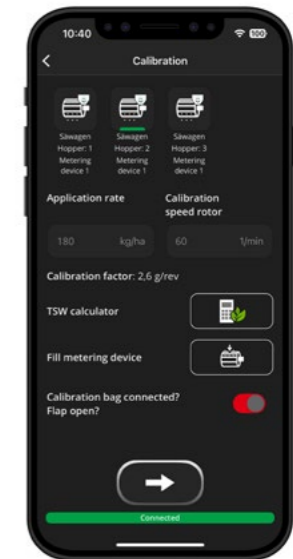 10:40
100
Calibration
Säwagen Säwagen Säwagen
Hopper: 1 Hopper: 2 Hopper: 3
Metering Metering Metering
device 1 device 1 device 1
Application rate Calibration
speed rotor
180 kg/ha 60 1/min
Calibration factor: 2,6 g/rev
TSW calculator
Fill metering device
Calibration bag connected?
Flap open?
Connected